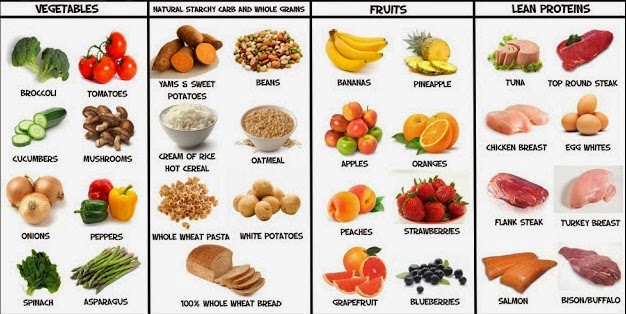 VEGETABLES
BROCCOLI
TOMATOES
CUCUMBERS
MUSHROOMS
ONIONS
PEPPERS
SPINACH
ASPARAGUS
NATURAL STARCHY CARB AND WHOLE GRAINS
YAMS & SWEET
POTATOES
BEANS
CREAM OF RICE
HOT CEREAL
OATMEAL
WHOLE WHEAT PASTA
WHITE POTATOES
100% WHOLE WHEAT BREAD
FRUITS
BANANAS
PINEAPPLE
APPLES
ORANGES
PEACHES
STRAWBERRIES
GRAPEFRUIT
BLUEBERRIES
LEAN PROTEINS
TUNA
TOP ROUND STEAK
CHICKEN BREAST
EGG WHITES
FLANK STEAK
TURKEY BREAST
SALMON
BISON/BUFFALO